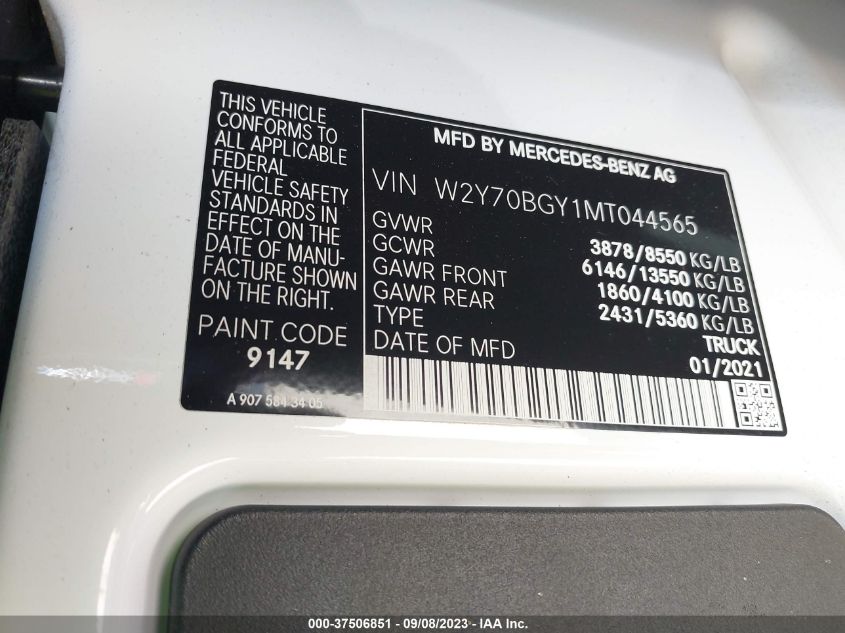 THIS VEHICLE
CONFORMS TO
ALL APPLICABLE
FEDERAL
VEHICLE SAFETY
STANDARDS IN
EFFECT ON THE
DATE OF MANU-
FACTURE SHOWN
ON THE RIGHT.
PAINT CODE
9147
A 907 584 34 05
MFD BY MERCEDES-BENZ AG
VIN W2Y70BGY1MT044565
GVWR 3878/8550 KG/LB
GCWR 6146/13550 KG/LB
GAWR FRONT 1860/4100 KG/LB
GAWR REAR 2431/5360 KG/LB
TYPE TRUCK
DATE OF MFD 01/2021
000-37506851 - 09/08/2023 - IAA Inc.